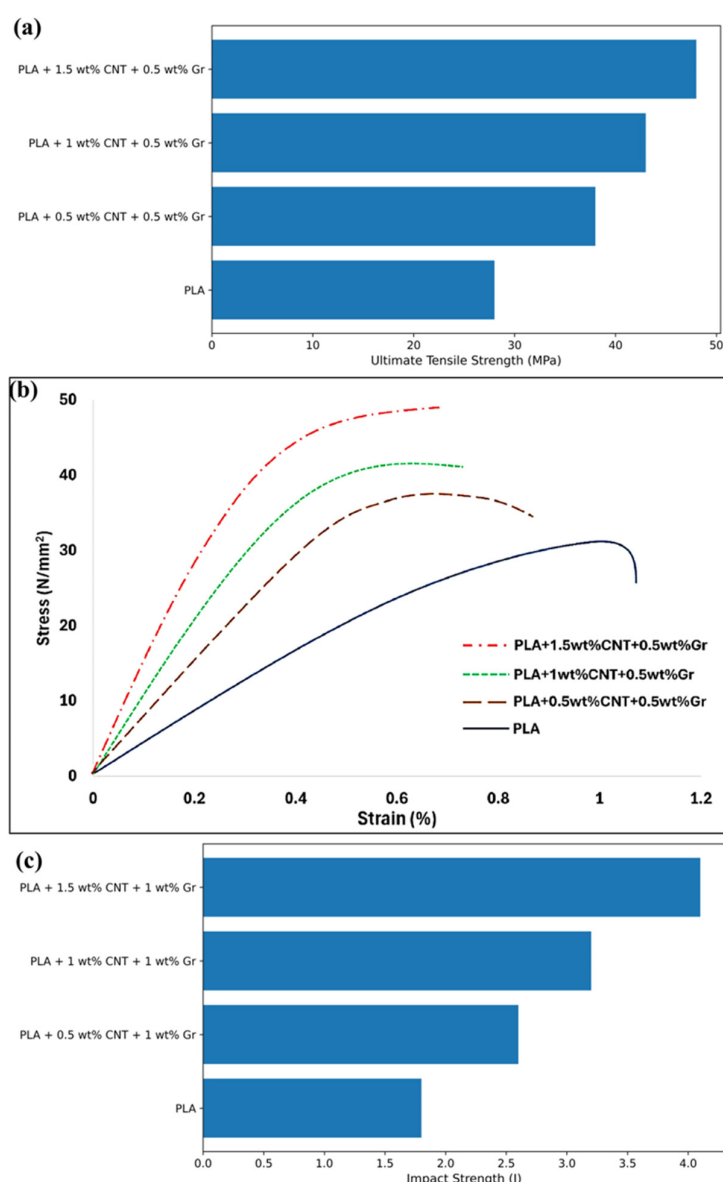 (a)
PLA + 1.5 wt% CNT + 0.5 wt% Gr
PLA + 1 wt% CNT + 0.5 wt% Gr
PLA + 0.5 wt% CNT + 0.5 wt% Gr
PLA
0 10 20 30 40 50
Ultimate Tensile Strength (MPa)
(b)
50
40
30
20
10
0
Stress (N/mm²)
PLA+1.5wt%CNT+0.5wt%Gr
PLA+1wt%CNT+0.5wt%Gr
PLA+0.5wt%CNT+0.5wt%Gr
PLA
0 0.2 0.4 0.6 0.8 1 1.2
Strain (%)
(c)
PLA + 1.5 wt% CNT + 1 wt% Gr
PLA + 1 wt% CNT + 1 wt% Gr
PLA + 0.5 wt% CNT + 1 wt% Gr
PLA
0.0 0.5 1.0 1.5 2.0 2.5 3.0 3.5 4.0
Impact Strength (J)